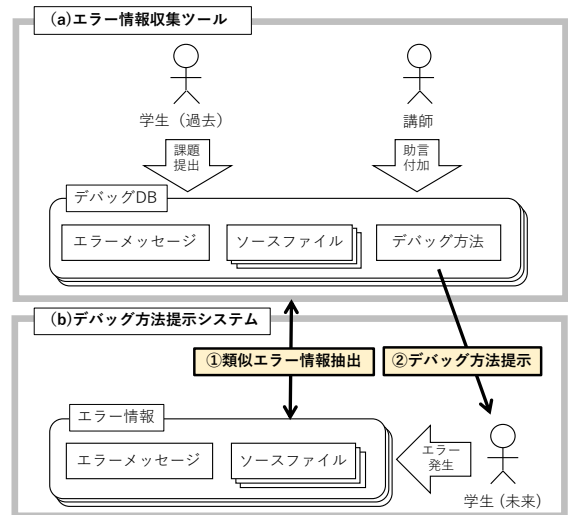 (a)エラー情報収集ツール
学生（過去）
講師
課題
提出
助言
付加
デバッグDB
エラーメッセージ
ソースファイル
デバッグ方法
(b)デバッグ方法提示システム
①類似エラー情報抽出
②デバッグ方法提示
エラー情報
エラーメッセージ
ソースファイル
エラー
発生
学生（未来）